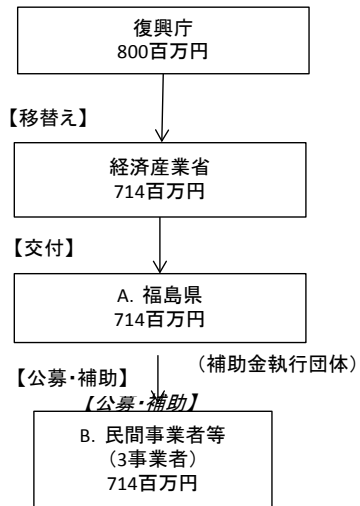 復興庁
800百万円
【移替え】
経済産業省
714百万円
【交付】
A. 福島県
714百万円
（補助金執行団体）
【公募・補助】
【公募・補助】
B. 民間事業者等
（3事業者）
714百万円